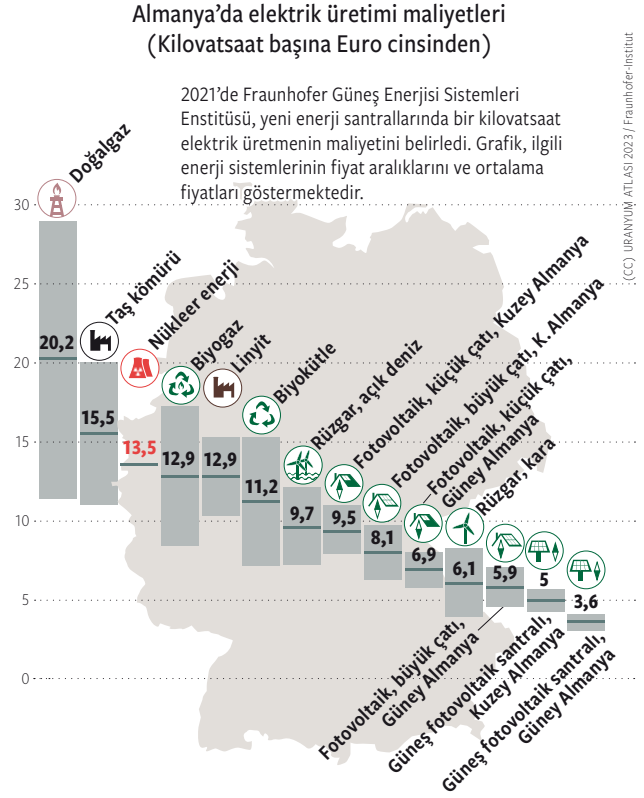 Almanya’da elektrik üretimi maliyetleri
(Kilovatsaat başına Euro cinsinden)
2021’de Fraunhofer Güneş Enerjisi Sistemleri
Enstitüsü, yeni enerji santrallarında bir kilovatsaat
elektrik üretmenin maliyetini belirledi. Grafik, ilgili
enerji sistemlerinin fiyat aralıklarını ve ortalama
fiyatları göstermektedir.
(CC) URANYUM ATLASI 2023 / Fraunhofer-Institut
30
25
20
15
10
5
0
Doğalgaz
20,2
Taş kömürü
15,5
Nükleer enerji
13,5
Biyogaz
12,9
Linyit
12,9
Biyokütle
11,2
Rüzgar, açık deniz
9,7
Fotovoltaik, küçük çatı, Kuzey Almanya
9,5
Fotovoltaik, büyük çatı, K. Almanya
8,1
Fotovoltaik, küçük çatı,
Güney Almanya
6,9
Rüzgar, kara
6,1
Fotovoltaik, büyük çatı,
Güney Almanya
5,9
Güneş fotovoltaik santralı,
Kuzey Almanya
5
Güneş fotovoltaik santralı,
Güney Almanya
3,6